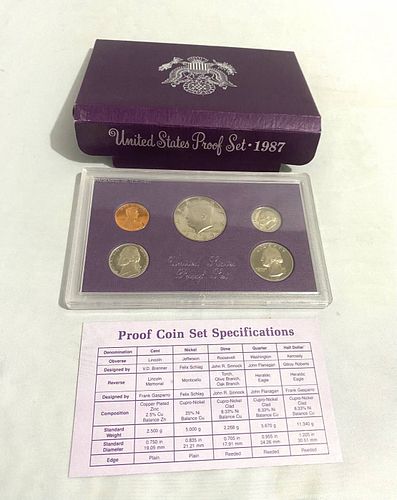 United States Proof Set • 1987
United States
Proof Set
Proof Coin Set Specifications
Denomination Cent Nickel Dime Quarter Half Dollar
Obverse Lincoln Jefferson Roosevelt Washington Kennedy
Designed by V.D. Brenner Felix Schlag John R. Sinnock John Flanagan Gilroy Roberts
Reverse Lincoln Memorial Monticello Torch, Olive Branch, Oak Branch Heraldic Eagle Heraldic Eagle
Designed by Frank Gasparro Felix Schlag John R. Sinnock John Flanagan Frank Gasparro
Composition Copper Plated Zinc 2.5% Cu Balance Zn Cupro-Nickel 25% Ni Balance Cu Cupro-Nickel Clad 8.33% Ni Balance Cu Cupro-Nickel Clad 8.33% Ni Balance Cu Cupro-Nickel Clad 8.33% Ni Balance Cu
Standard Weight 2.500 g 5.000 g 2.268 g 5.670 g 11.340 g
Standard Diameter 0.750 in 19.05 mm 0.835 in 21.21 mm 0.705 in 17.91 mm 0.955 in 24.26 mm 1.205 in 30.61 mm
Edge Plain Plain Reeded Reeded Reeded